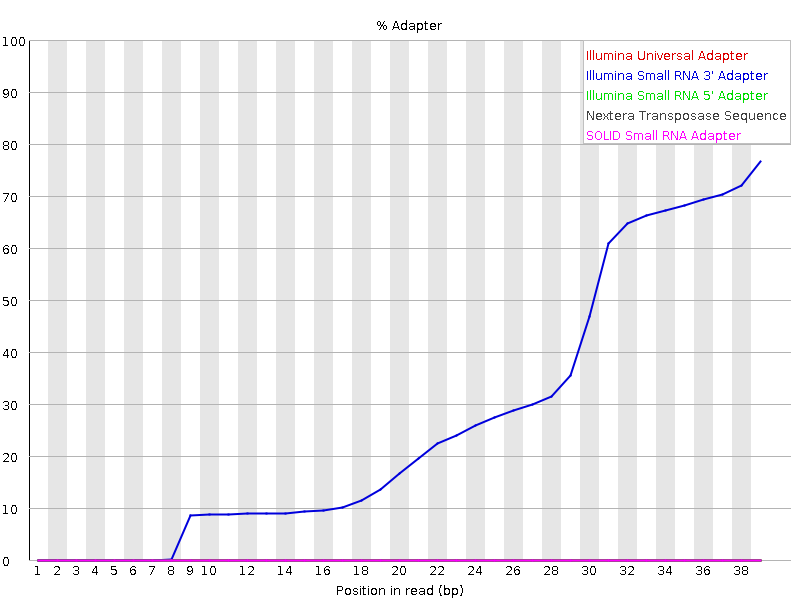 % Adapter
100
90
80
70
60
50
40
30
20
10
0
Illumina Universal Adapter
Illumina Small RNA 3' Adapter
Illumina Small RNA 5' Adapter
Nextera Transposase Sequence
SOLID Small RNA Adapter
1 2 3 4 5 6 7 8 9 10 12 14 16 18 20 22 24 26 28 30 32 34 36 38
Position in read (bp)